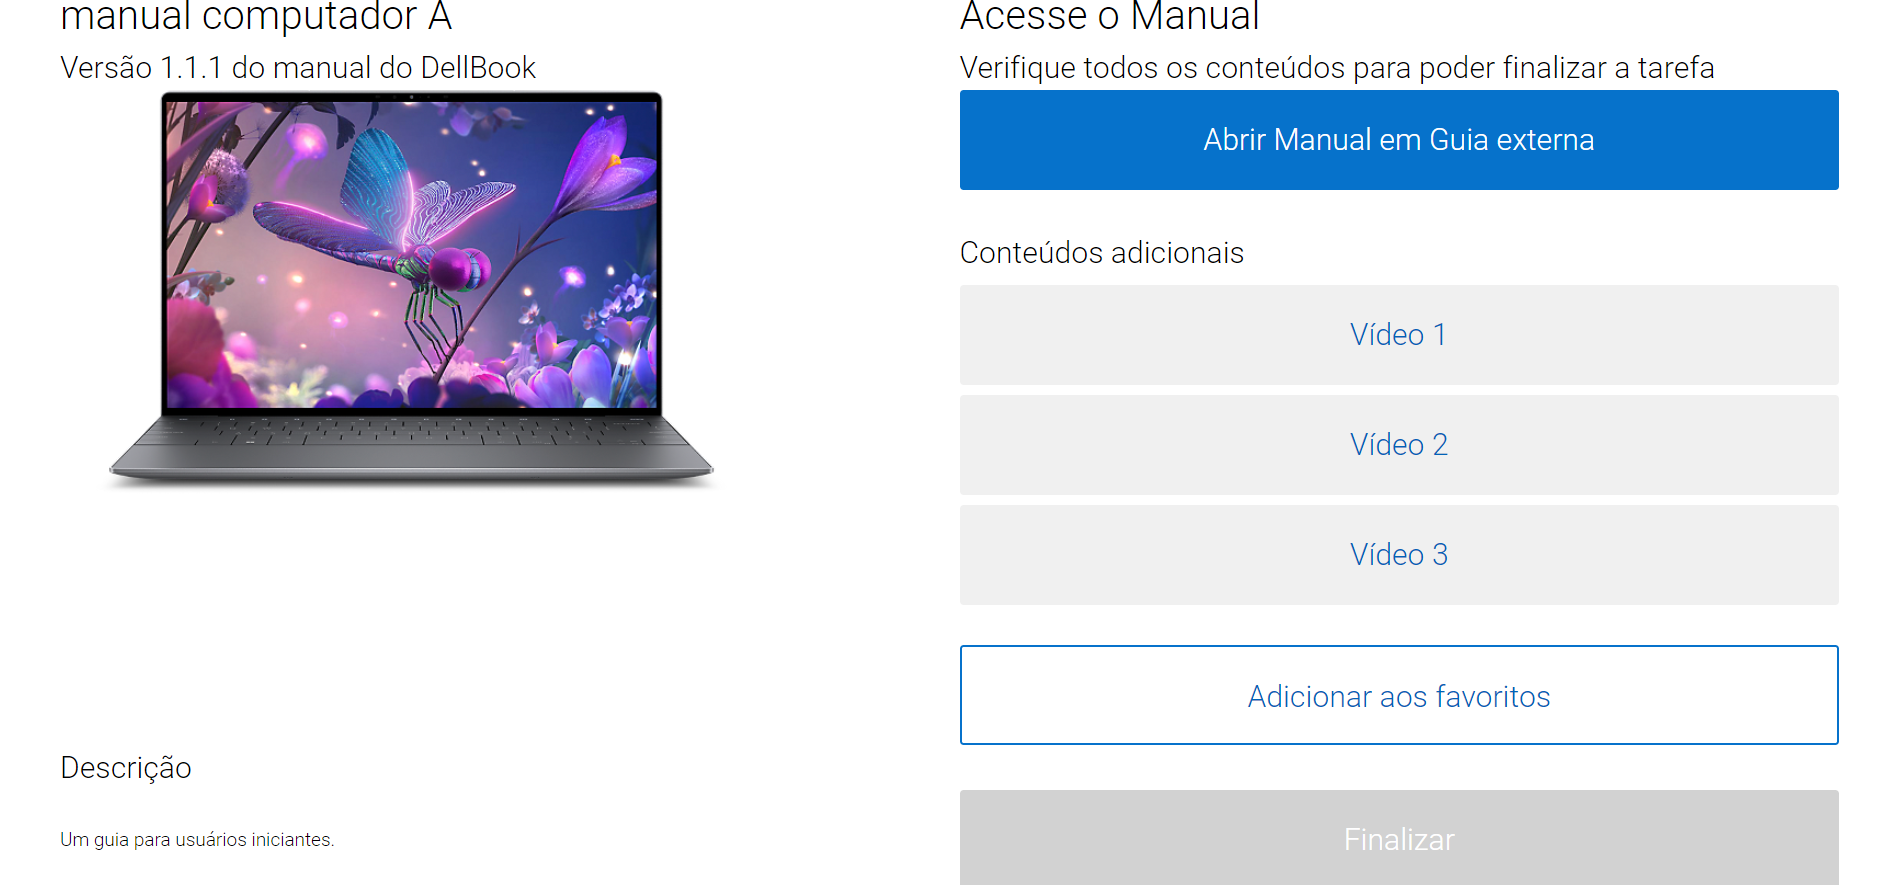 manual computador A
Versão 1.1.1 do manual do DellBook
Descrição
Um guia para usuários iniciantes.
Acesse o Manual
Verifique todos os conteúdos para poder finalizar a tarefa
Abrir Manual em Guia externa
Conteúdos adicionais
Vídeo 1
Vídeo 2
Vídeo 3
Adicionar aos favoritos
Finalizar